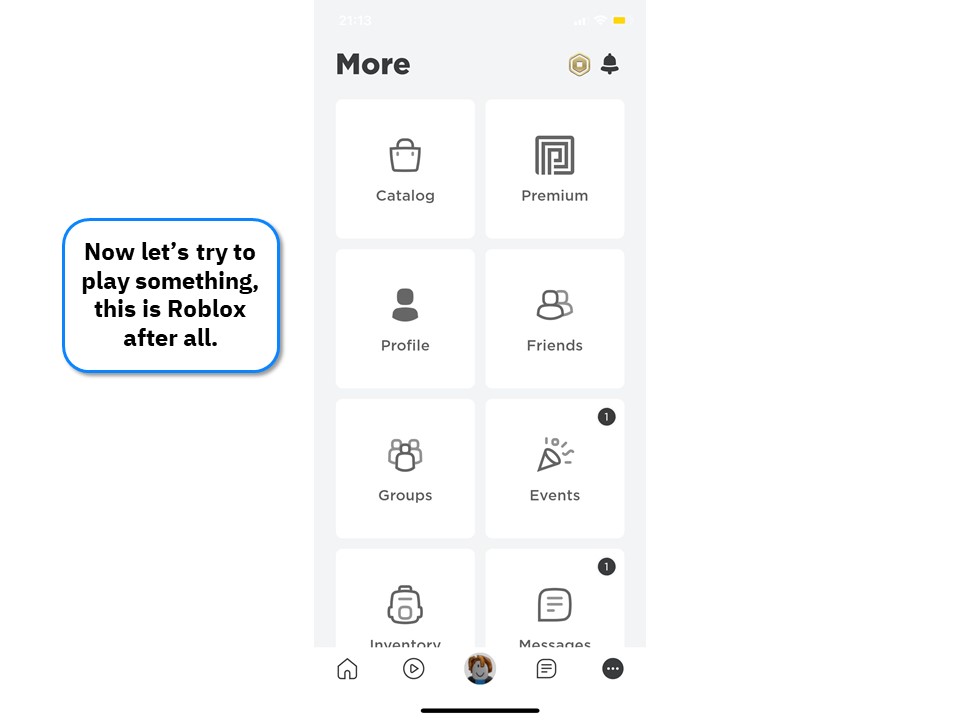 21:13
More
Catalog
Premium
Now let’s try to
play something,
this is Roblox
after all.
Profile
Friends
1
Groups
Events
1
Inventory
Messages